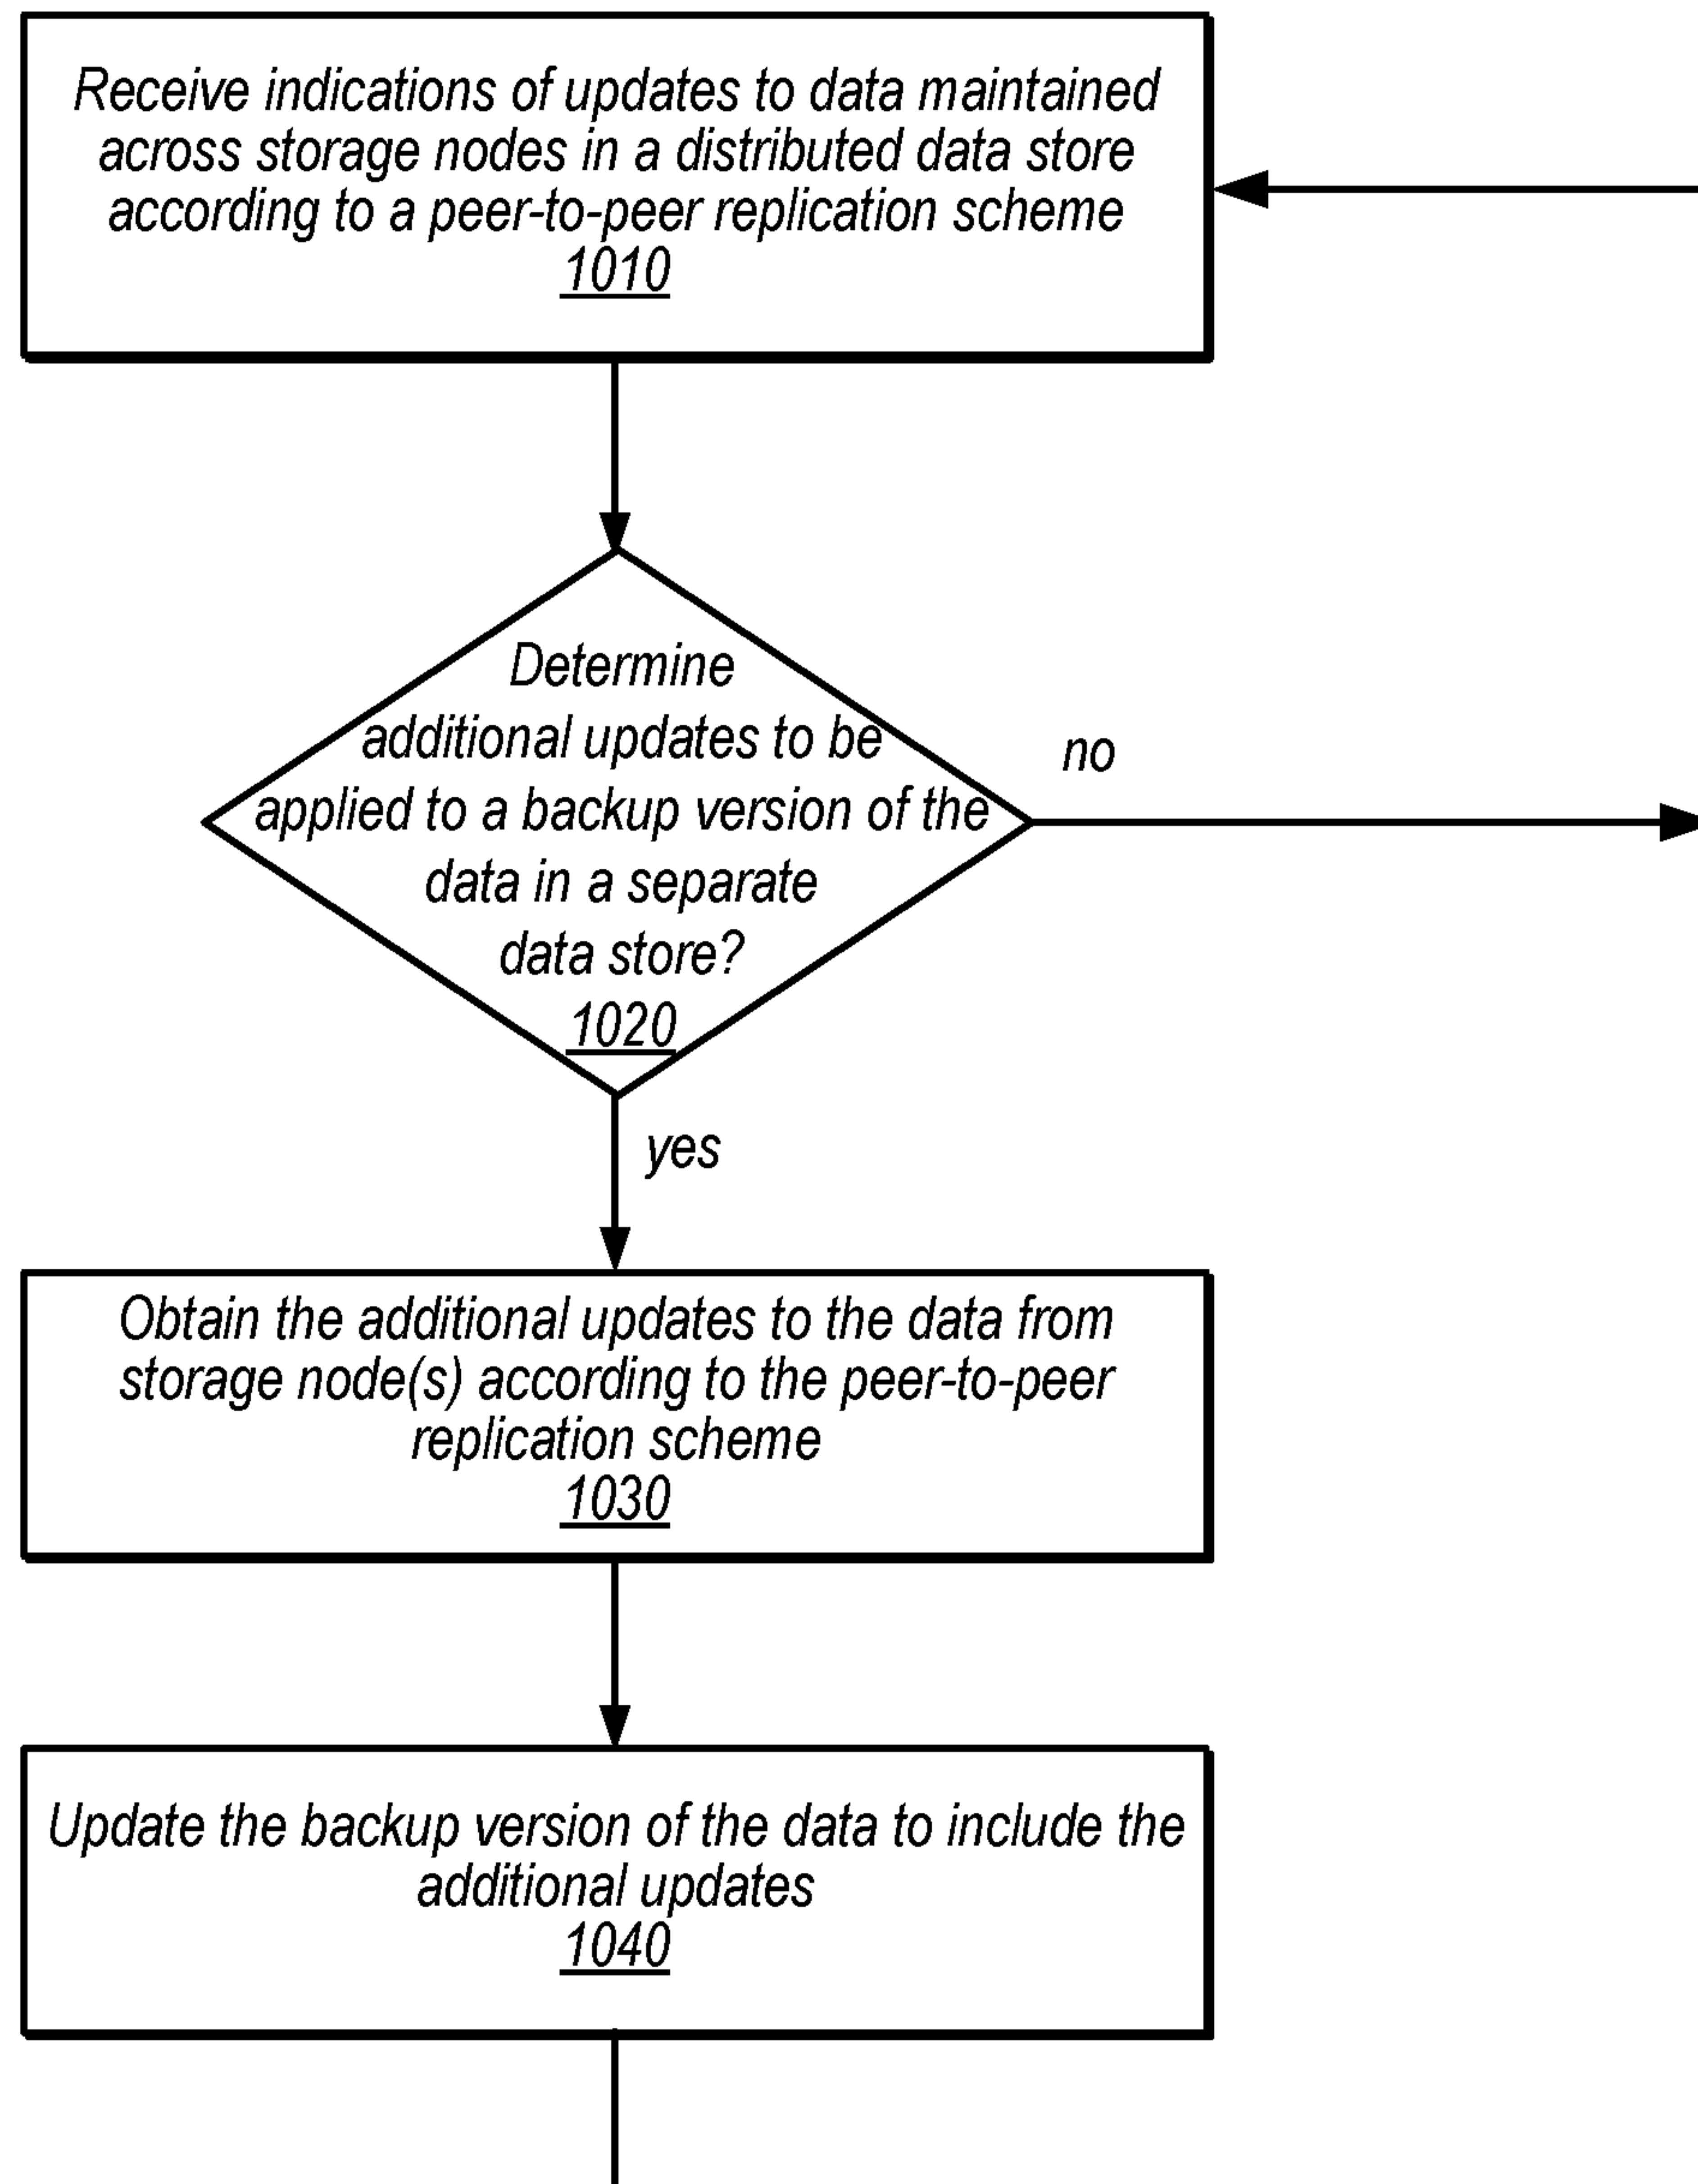 Receive indications of updates to data maintained
across storage nodes in a distributed data store
according to a peer-to-peer replication scheme
1010
Determine
additional updates to be
applied to a backup version of the
data in a separate
data store?
1020
no
yes
Obtain the additional updates to the data from
storage node(s) according to the peer-to-peer
replication scheme
1030
Update the backup version of the data to include the
additional updates
1040